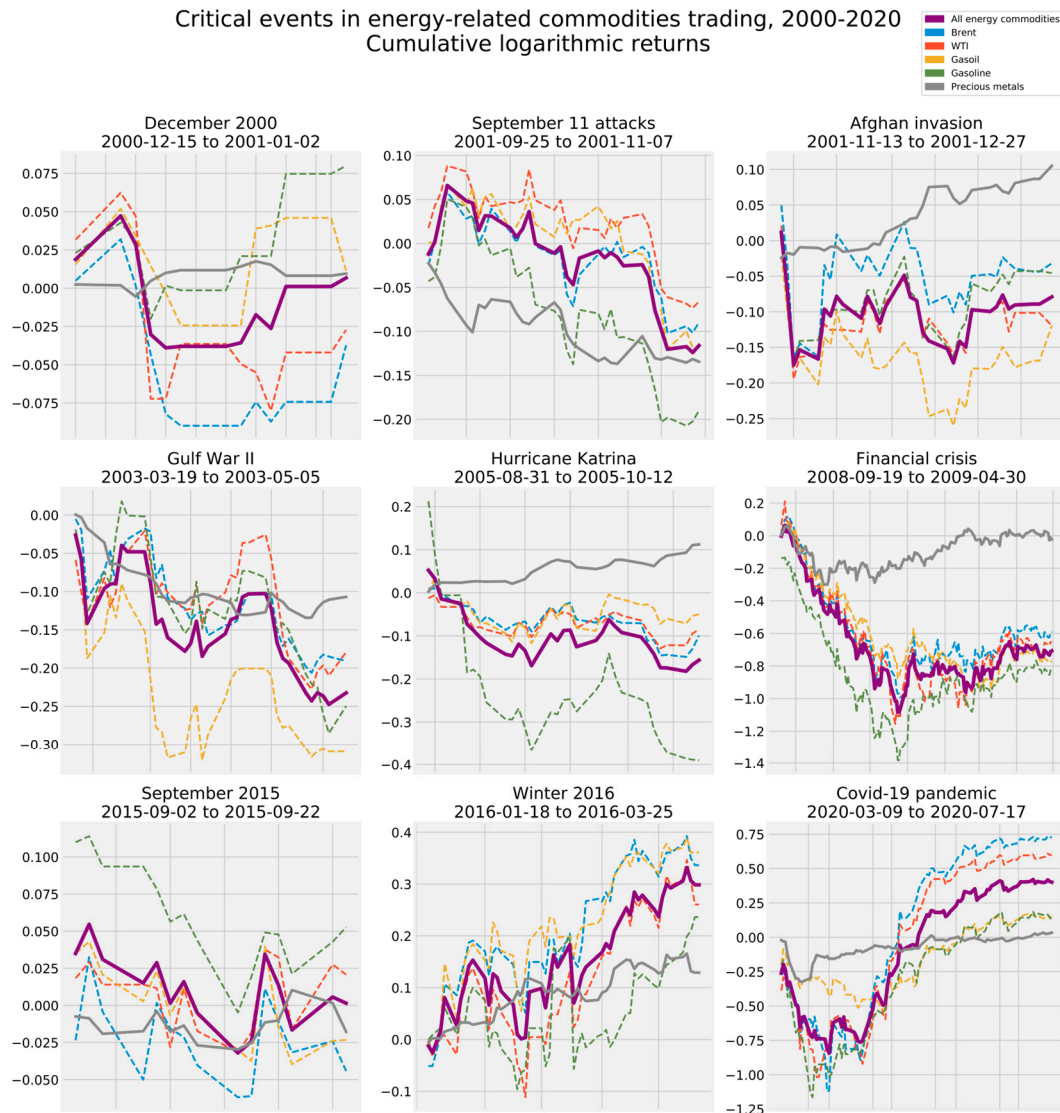 Critical events in energy-related commodities trading, 2000-2020
Cumulative logarithmic returns
All energy commodities
Brent
WTI
Gasoil
Gasoline
Precious metals
December 2000
2000-12-15 to 2001-01-02
0.075
0.050
0.025
0.000
−0.025
−0.050
−0.075
September 11 attacks
2001-09-25 to 2001-11-07
0.10
0.05
0.00
−0.05
−0.10
−0.15
−0.20
Afghan invasion
2001-11-13 to 2001-12-27
0.10
0.05
0.00
−0.05
−0.10
−0.15
−0.20
−0.25
Gulf War II
2003-03-19 to 2003-05-05
0.00
−0.05
−0.10
−0.15
−0.20
−0.25
−0.30
Hurricane Katrina
2005-08-31 to 2005-10-12
0.2
0.1
0.0
−0.1
−0.2
−0.3
−0.4
Financial crisis
2008-09-19 to 2009-04-30
0.2
0.0
−0.2
−0.4
−0.6
−0.8
−1.0
−1.2
−1.4
September 2015
2015-09-02 to 2015-09-22
0.100
0.075
0.050
0.025
0.000
−0.025
−0.050
Winter 2016
2016-01-18 to 2016-03-25
0.4
0.3
0.2
0.1
0.0
−0.1
Covid-19 pandemic
2020-03-09 to 2020-07-17
0.75
0.50
0.25
0.00
−0.25
−0.50
−0.75
−1.00
−1.25